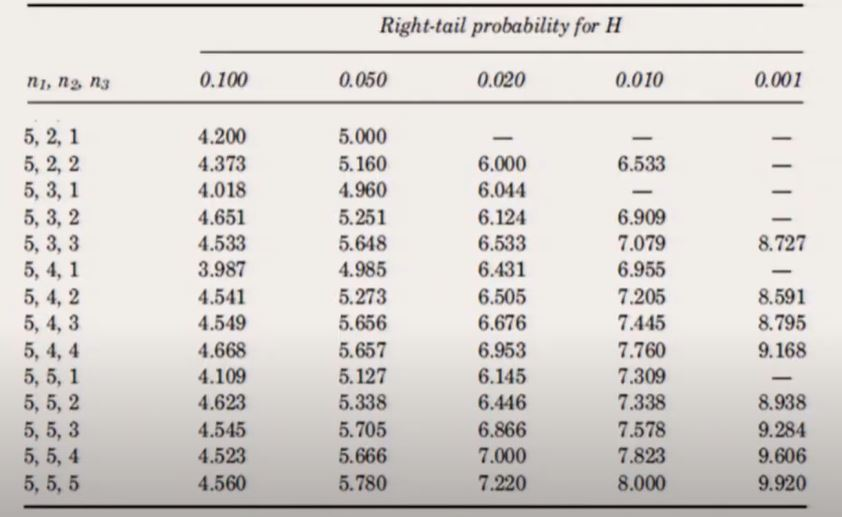 Right-tail probability for H
n1, n2, n3 0.100 0.050 0.020 0.010 0.001
5, 2, 1 4.200 5.000 — — —
5, 2, 2 4.373 5.160 6.000 6.533 —
5, 3, 1 4.018 4.960 6.044 — —
5, 3, 2 4.651 5.251 6.124 6.909 —
5, 3, 3 4.533 5.648 6.533 7.079 8.727
5, 4, 1 3.987 4.985 6.431 6.955 —
5, 4, 2 4.541 5.273 6.505 7.205 8.591
5, 4, 3 4.549 5.656 6.676 7.445 8.795
5, 4, 4 4.668 5.657 6.953 7.760 9.168
5, 5, 1 4.109 5.127 6.145 7.309 —
5, 5, 2 4.623 5.338 6.446 7.338 8.938
5, 5, 3 4.545 5.705 6.866 7.578 9.284
5, 5, 4 4.523 5.666 7.000 7.823 9.606
5, 5, 5 4.560 5.780 7.220 8.000 9.920